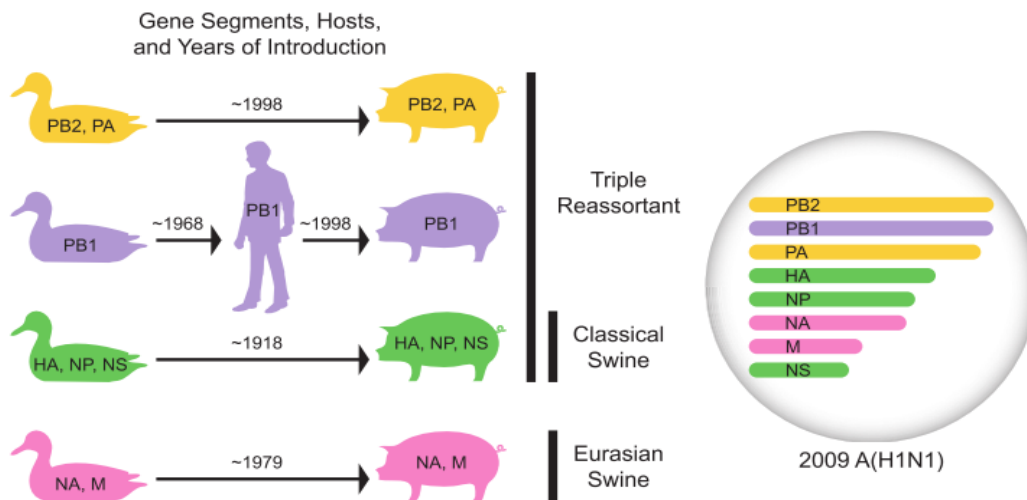 Gene Segments, Hosts,
and Years of Introduction
PB2, PA
~1998
PB2, PA
PB1
~1968
PB1
~1998
PB1
HA, NP, NS
~1918
HA, NP, NS
NA, M
~1979
NA, M
Triple
Reassortant
Classical
Swine
Eurasian
Swine
PB2
PB1
PA
HA
NP
NA
M
NS
2009 A(H1N1)